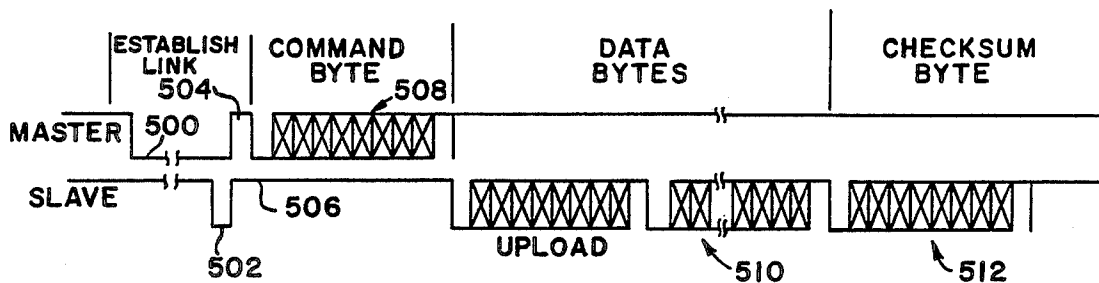 ESTABLISH
LINK
COMMAND
BYTE
DATA
BYTES
CHECKSUM
BYTE
504
508
MASTER
500
SLAVE
506
502
UPLOAD
510
512